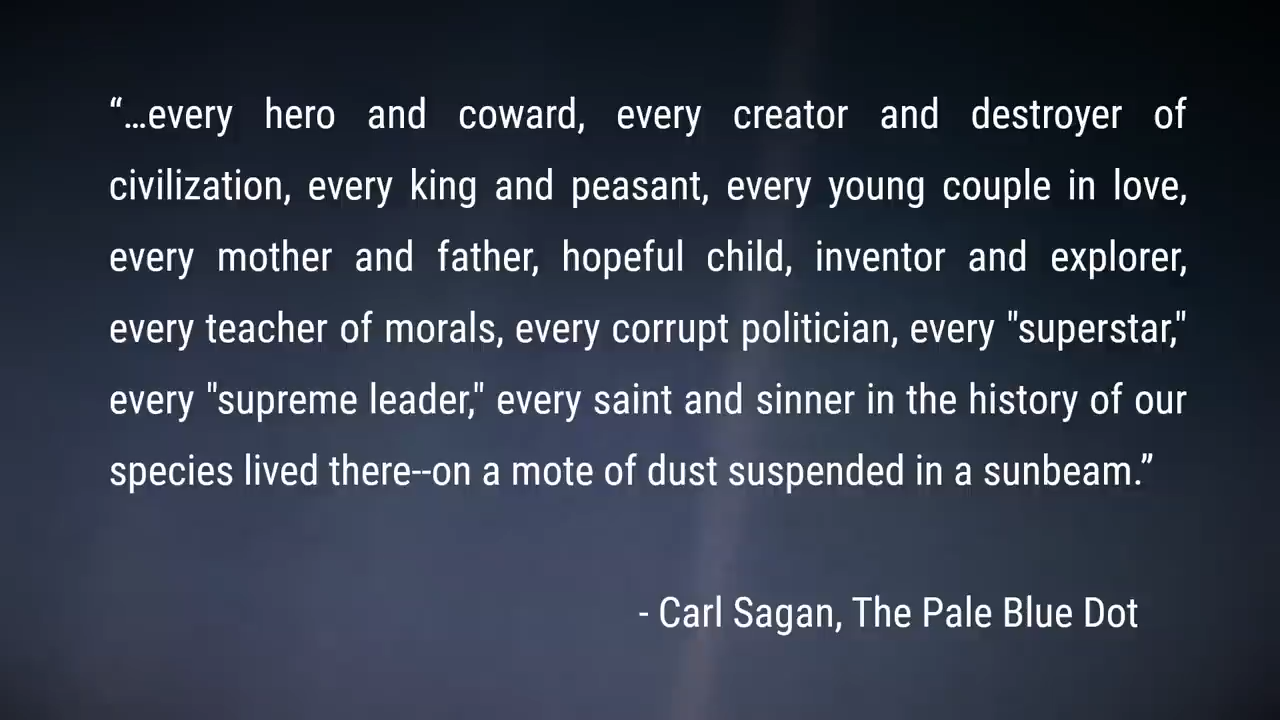 “…every hero and coward, every creator and destroyer of
civilization, every king and peasant, every young couple in love,
every mother and father, hopeful child, inventor and explorer,
every teacher of morals, every corrupt politician, every "superstar,"
every "supreme leader," every saint and sinner in the history of our
species lived there--on a mote of dust suspended in a sunbeam.”
- Carl Sagan, The Pale Blue Dot